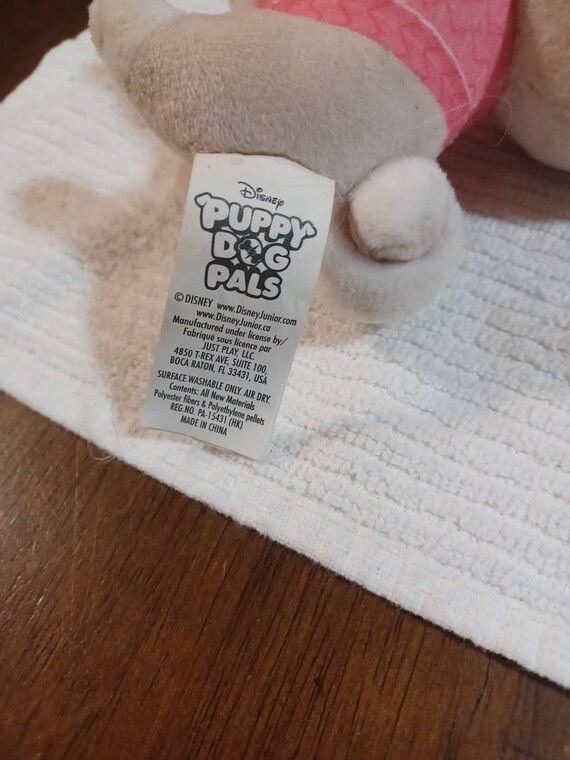 Disney
PUPPY
DOG
PALS
© DISNEY www.DisneyJunior.com
www.DisneyJunior.ca
Manufactured under license by/
Fabriqué sous licence par
JUST PLAY, LLC.
4850 T-REX AVE, SUITE 100,
BOCA RATON, FL 33431, USA
SURFACE WASHABLE ONLY. AIR DRY.
Contents: All New Materials
Polyester fibers & Polyethylene pellets
REG.NO. PA-15431 (HK)
MADE IN CHINA